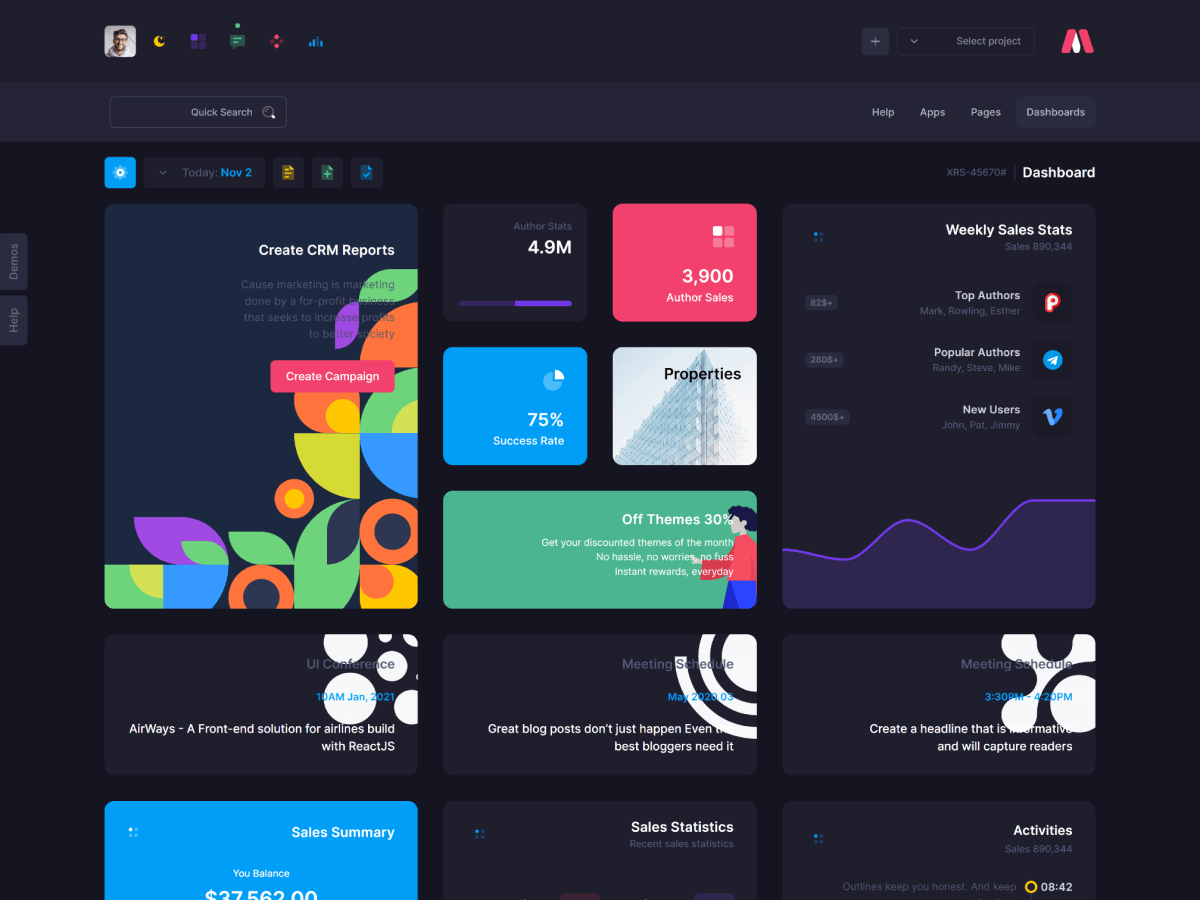 Select project
Quick Search
Help
Apps
Pages
Dashboards
Today: Nov 2
XRS-45670#
Dashboard
Demos
Help
Create CRM Reports
Cause marketing is marketing
done by a for-profit business
that seeks to increase profits
to better society
Create Campaign
Author Stats
4.9M
3,900
Author Sales
75%
Success Rate
Properties
Off Themes 30%
Get your discounted themes of the month
No hassle, no worries, no fuss
Instant rewards, everyday
Weekly Sales Stats
Sales 890,344
Top Authors
Mark, Rowling, Esther
82$+
Popular Authors
Randy, Steve, Mike
280$+
New Users
John, Pat, Jimmy
4500$+
UI Conference
10AM Jan, 2021
AirWays - A Front-end solution for airlines build
with ReactJS
Meeting Schedule
May 2020 03
Great blog posts don’t just happen Even the
best bloggers need it
Meeting Schedule
3:30PM - 4:20PM
Create a headline that is informative
and will capture readers
Sales Summary
You Balance
$37,562.00
Sales Statistics
Recent sales statistics
Activities
Sales 890,344
Outlines keep you honest. And keep
08:42